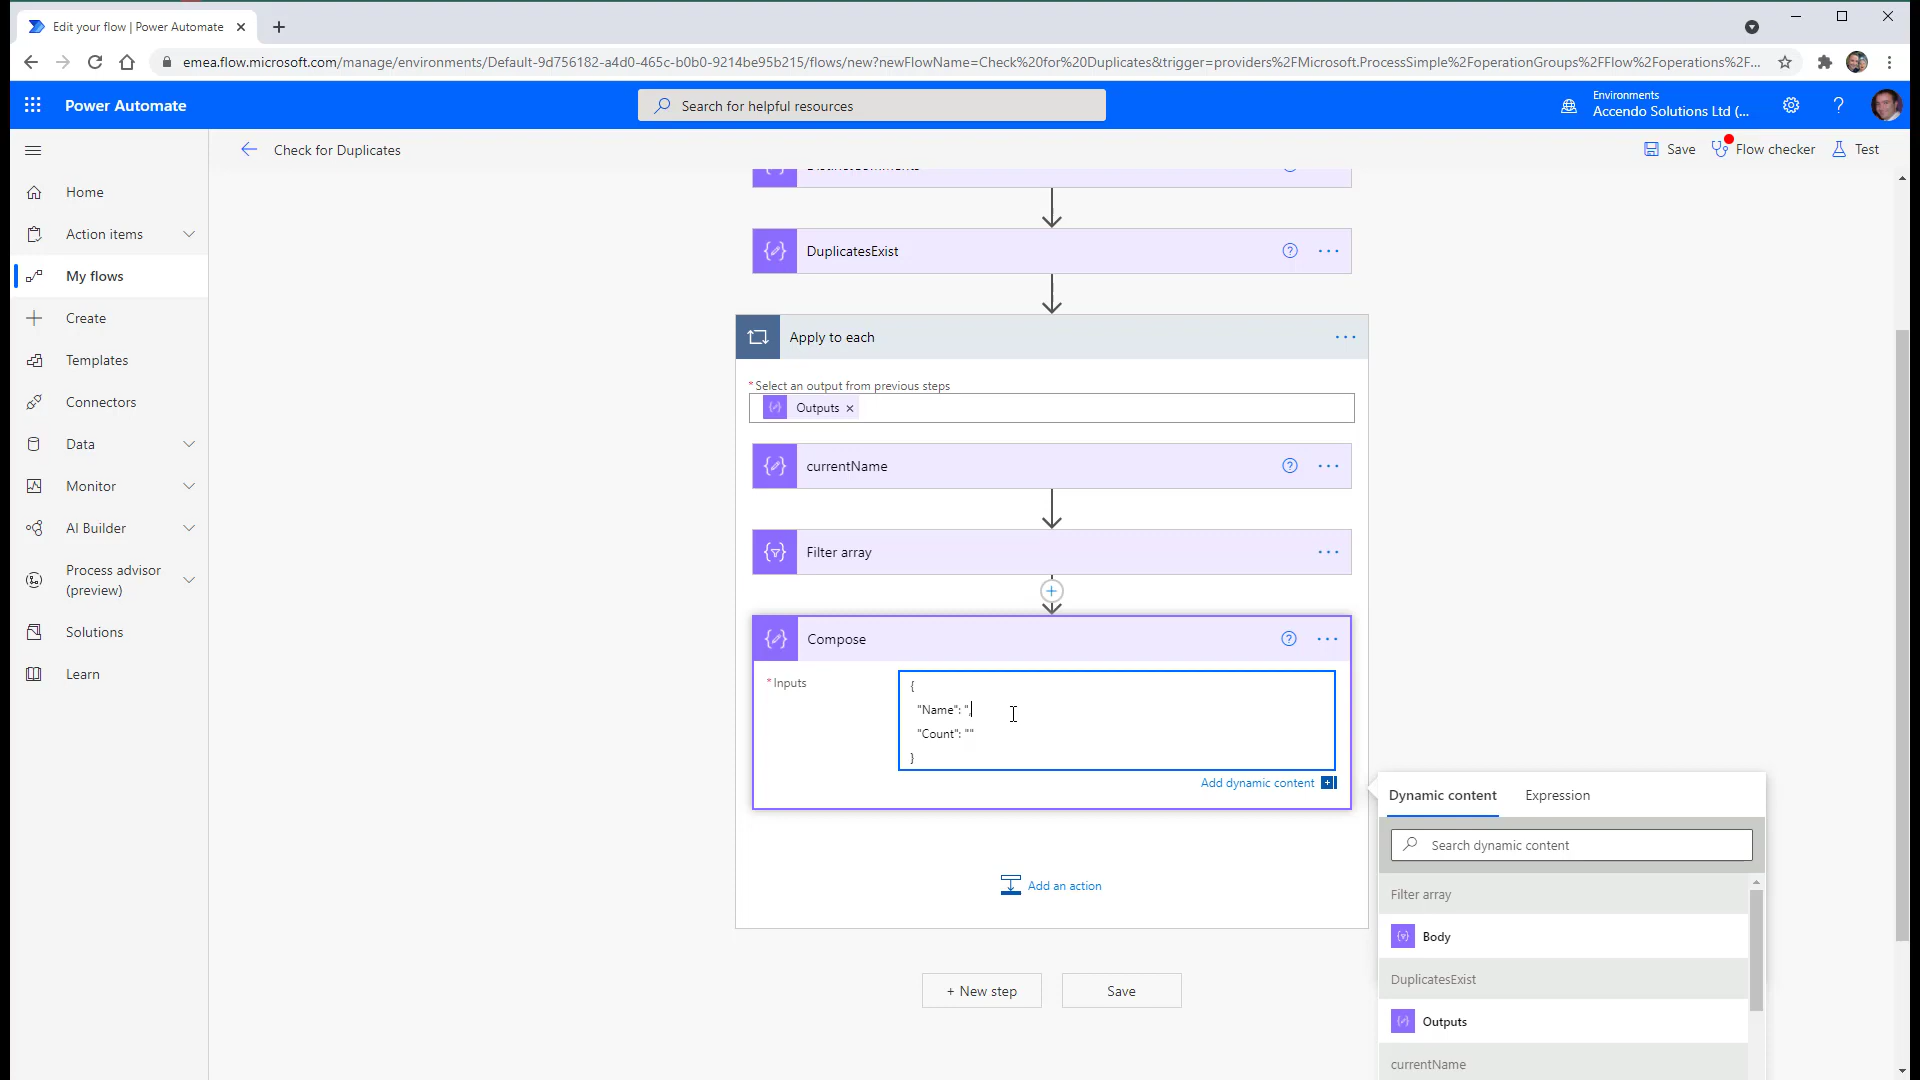 Edit your flow | Power Automate
emea.flow.microsoft.com/manage/environments/Default-9d756182-a4d0-465c-b0b0-9214be95b215/flows/new?newFlowName=Check%20for%20Duplicates&trigger=providers%2FMicrosoft.ProcessSimple%2FoperationGroups%2FFlow%2Foperations%2F...
Power Automate
Search for helpful resources
Environments
Accendo Solutions Ltd (...
Check for Duplicates
Save
Flow checker
Test
Home
Action items
My flows
Create
Templates
Connectors
Data
Monitor
AI Builder
Process advisor
(preview)
Solutions
Learn
DuplicatesExist
Apply to each
* Select an output from previous steps
Outputs
currentName
Filter array
Compose
* Inputs
{
"Name": ",
"Count": ""
}
Add dynamic content
Add an action
+ New step
Save
Dynamic content
Expression
Search dynamic content
Filter array
Body
DuplicatesExist
Outputs
currentName